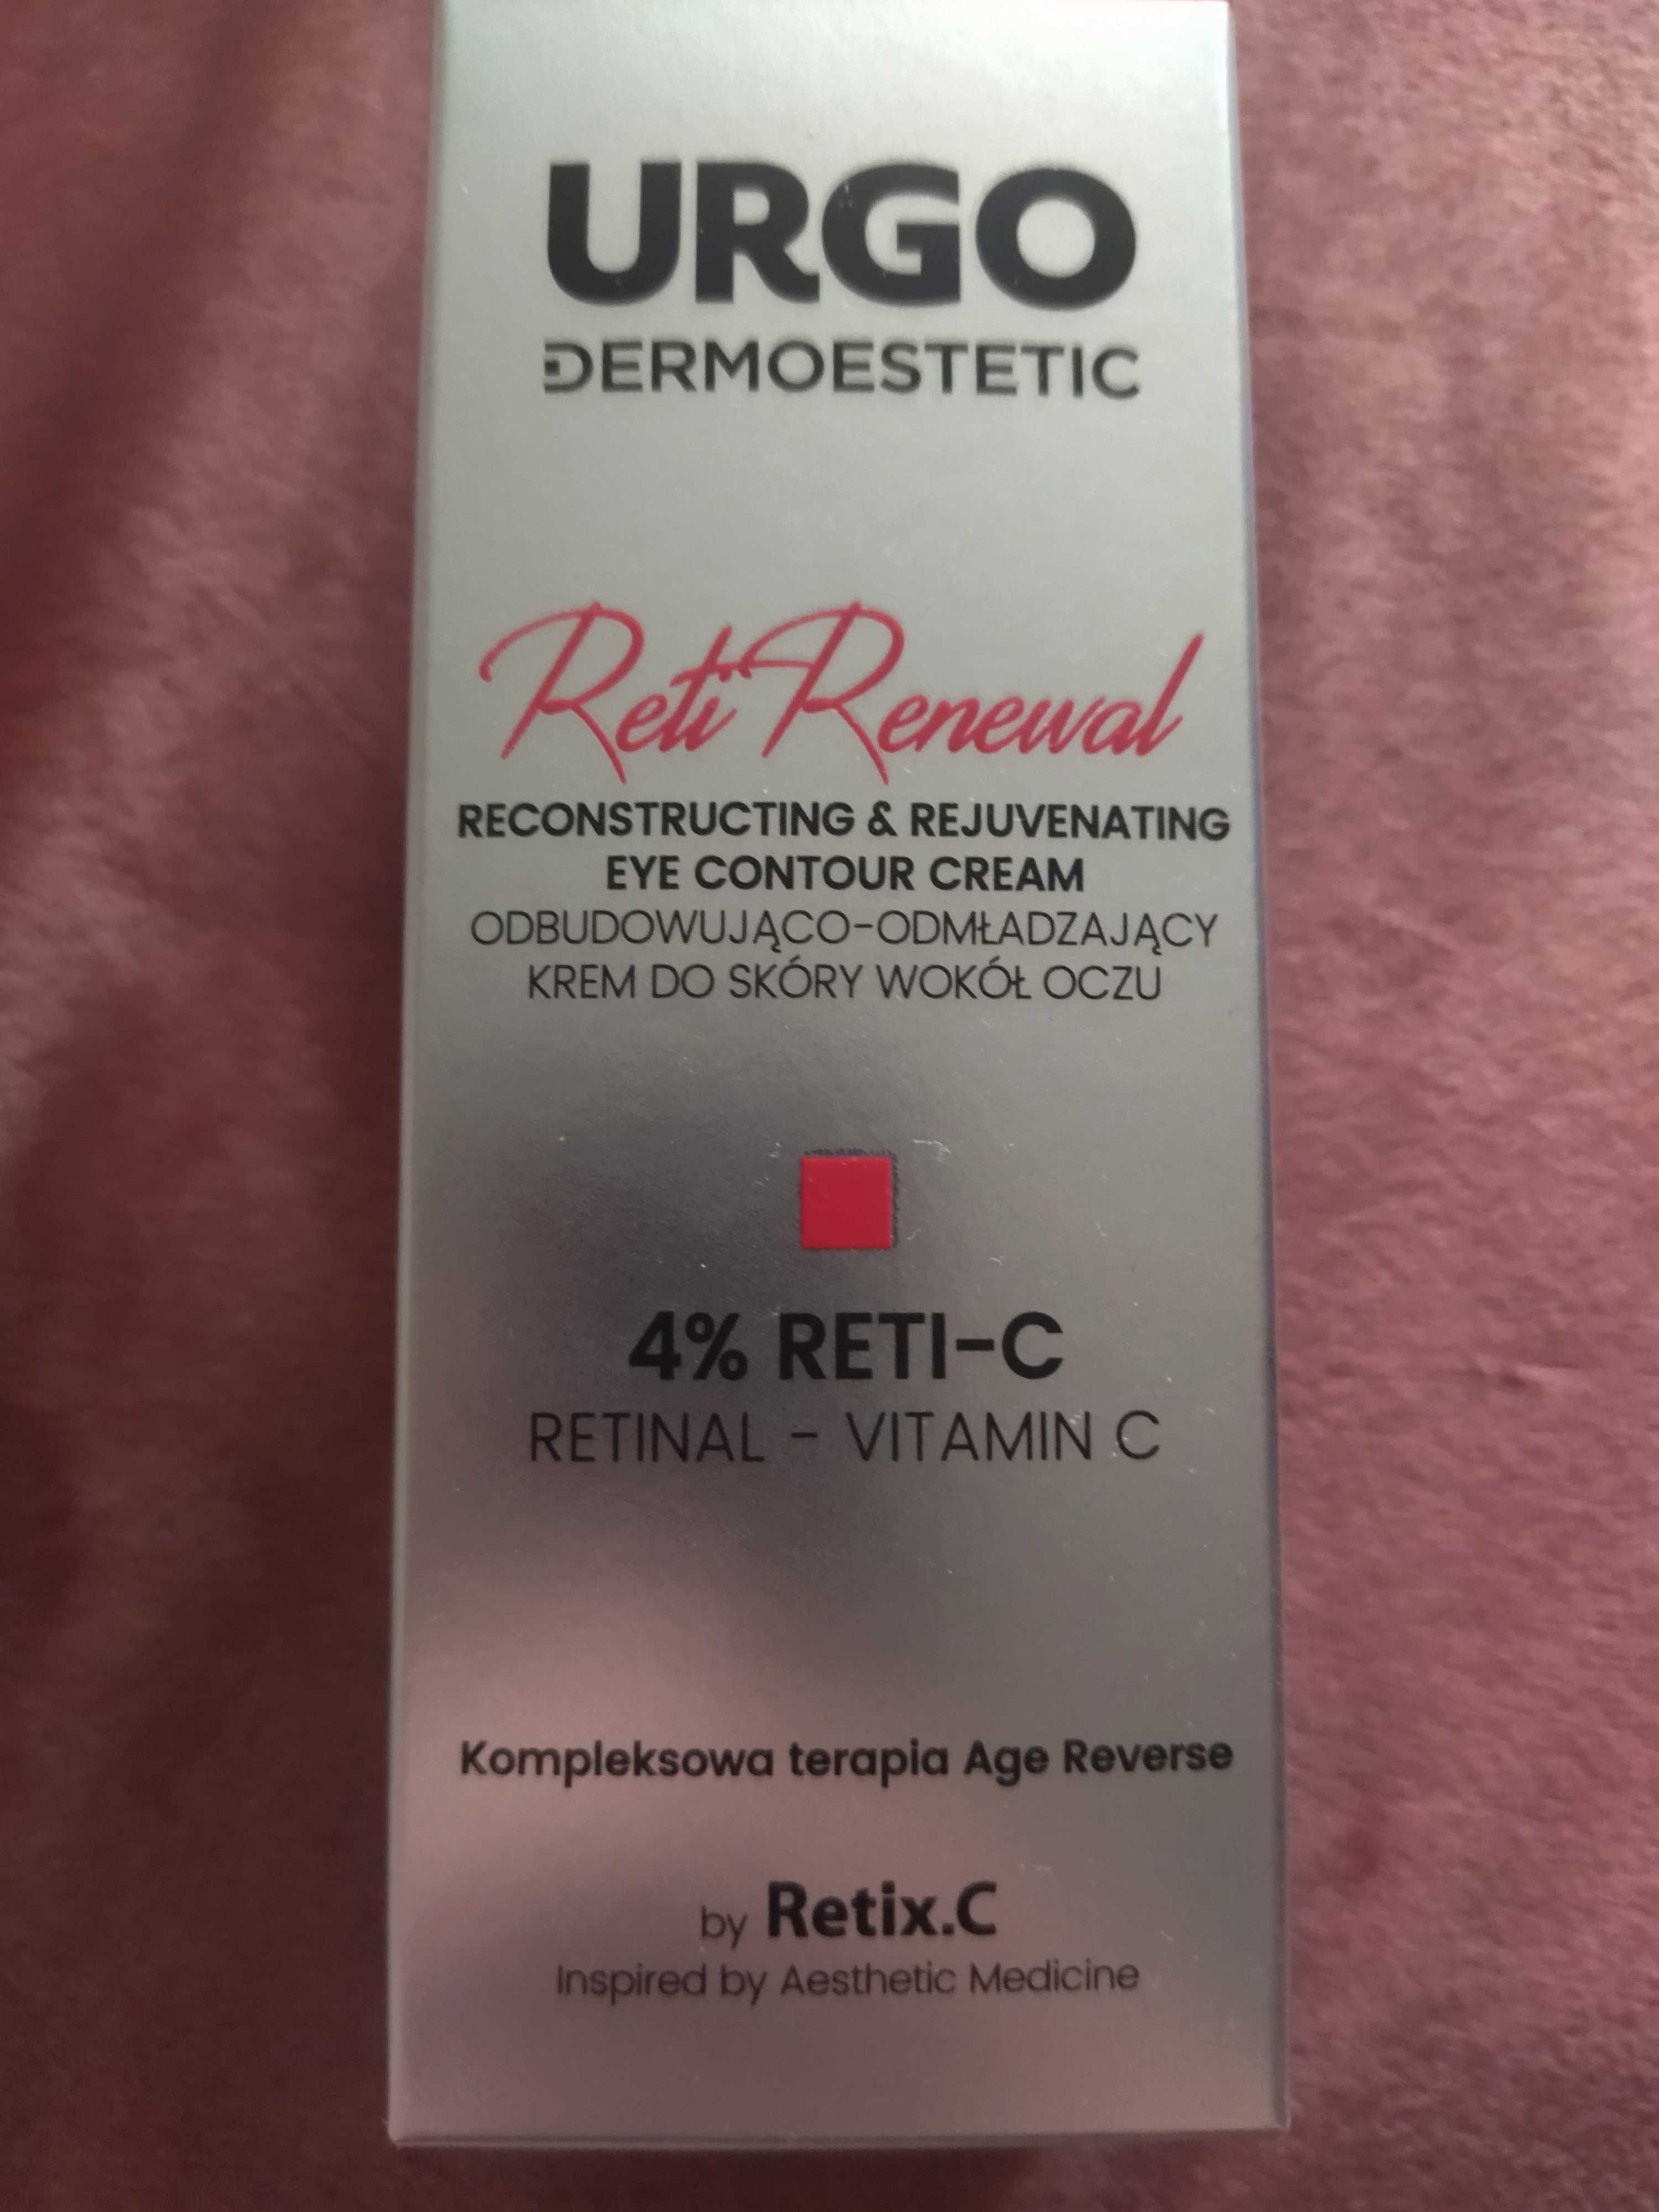 URGO
DERMOESTETIC
Reti Renewal
RECONSTRUCTING & REJUVENATING
EYE CONTOUR CREAM
ODBUDOWUJĄCO-ODMŁADZAJĄCY
KREM DO SKÓRY WOKÓŁ OCZU
4% RETI-C
RETINAL - VITAMIN C
Kompleksowa terapia Age Reverse
by Retix.C
Inspired by Aesthetic Medicine